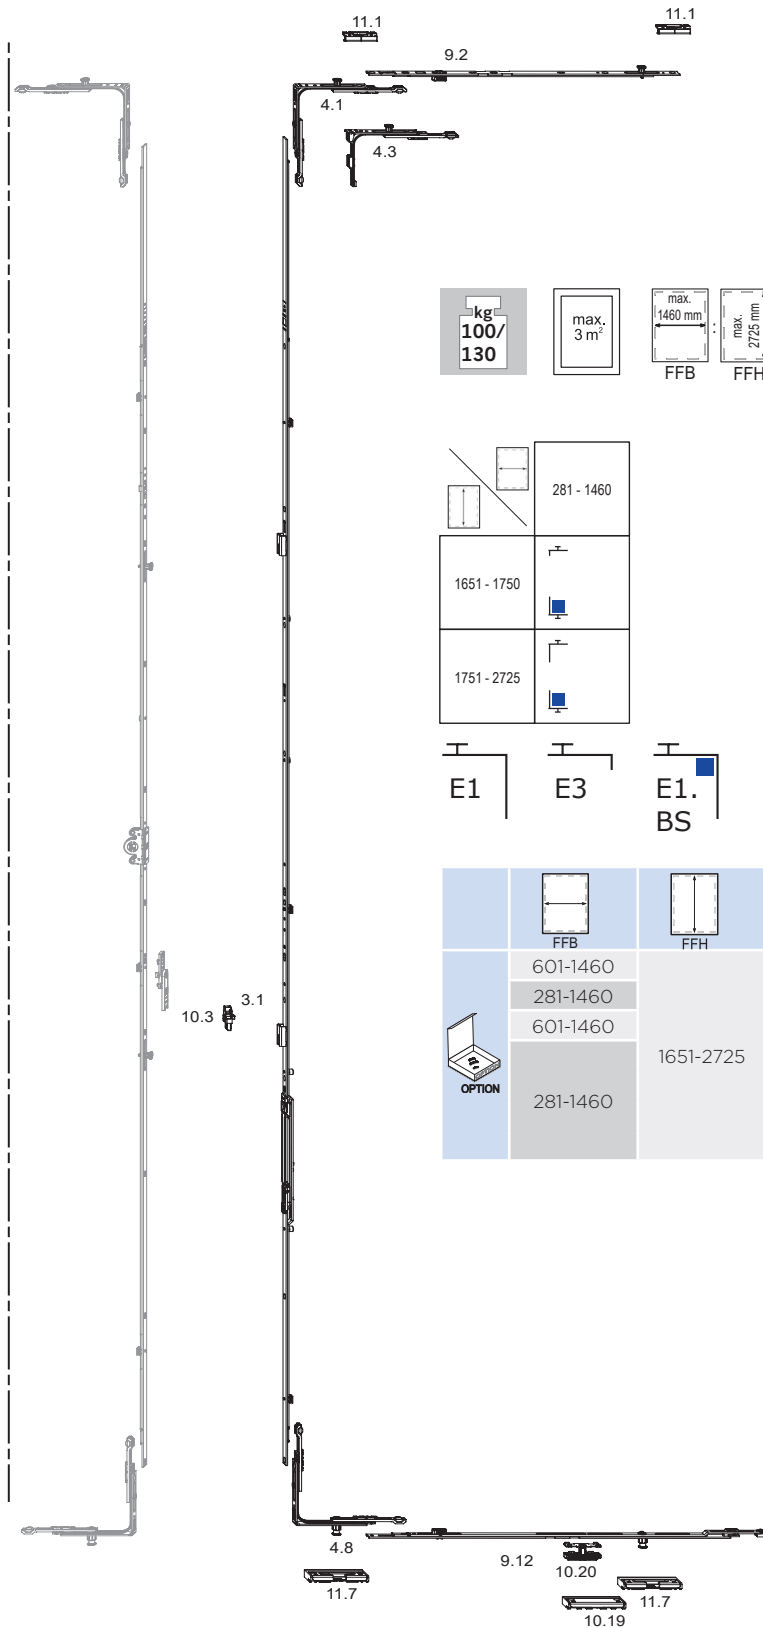 11.1
11.1
9.2
4.1
4.3
kg
100/
130
max.
3 m²
max.
1460 mm
FFB
:
max.
2725 mm
FFH
281 - 1460
1651 - 1750
1751 - 2725
E1
E3
E1.
BS
FFB
FFH
601-1460
281-1460
601-1460
281-1460
1651-2725
OPTION
3.1
10.3
4.8
11.7
9.12
10.20
11.7
10.19